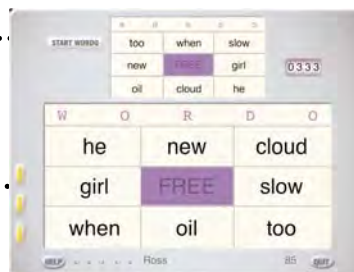 W O R D O
START WORDS
too when slow
new FREE girl 0333
oil cloud he
W O R D O
he new cloud
girl FREE slow
when oil too
HELP Ross 85 QUIT